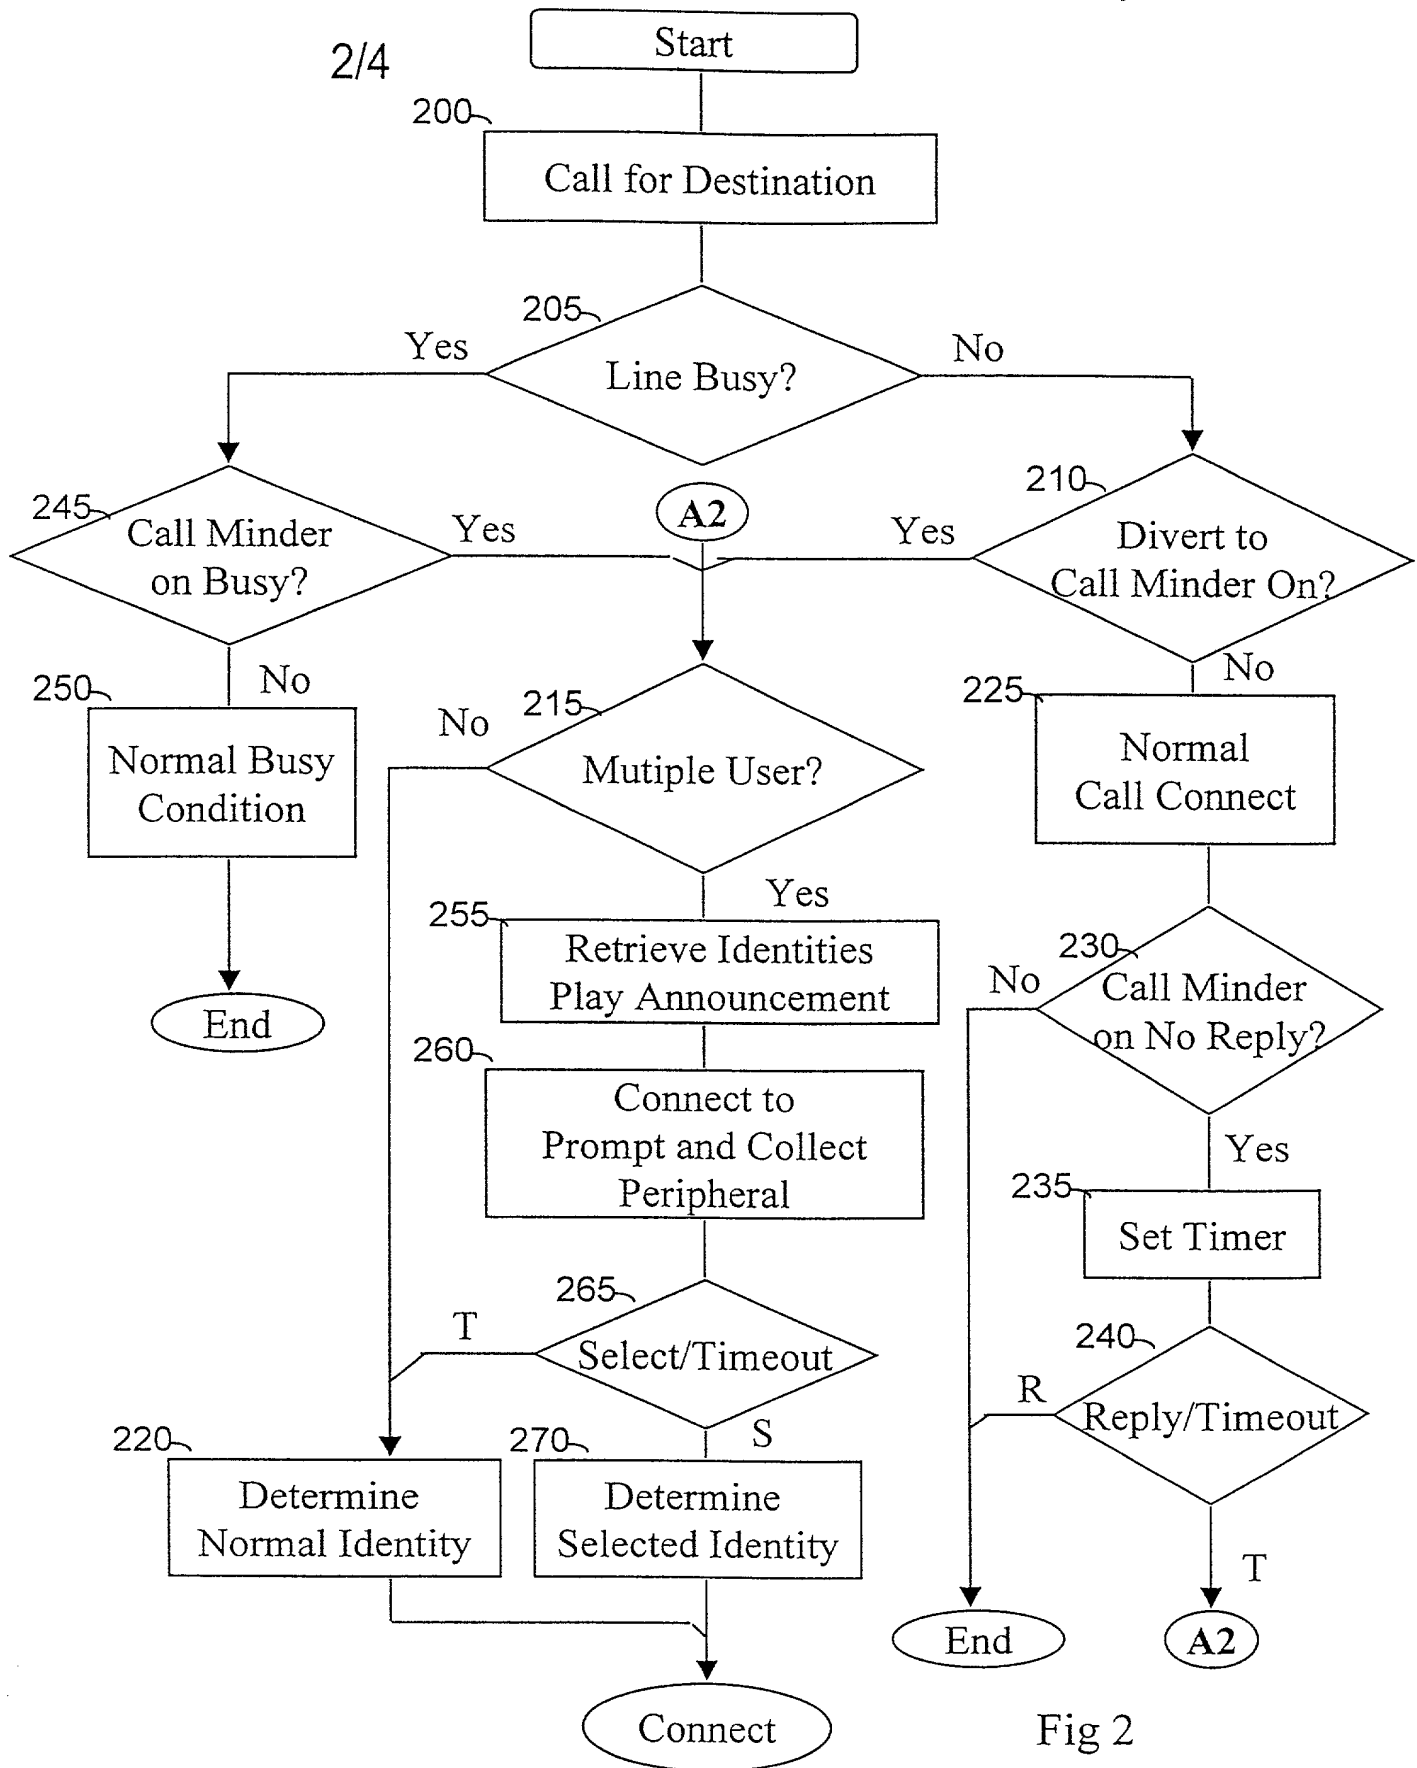 2/4
Start
200
Call for Destination
205
Yes
No
Line Busy?
245
Call Minder
on Busy?
Yes
A2
Yes
210
Divert to
Call Minder On?
No
250
Normal Busy
Condition
End
No
215
Mutiple User?
No
225
Normal
Call Connect
Yes
255
Retrieve Identities
Play Announcement
No
230
Call Minder
on No Reply?
260
Connect to
Prompt and Collect
Peripheral
Yes
235
Set Timer
T
265
Select/Timeout
S
R
240
Reply/Timeout
T
220
Determine
Normal Identity
270
Determine
Selected Identity
End
A2
Connect
Fig 2